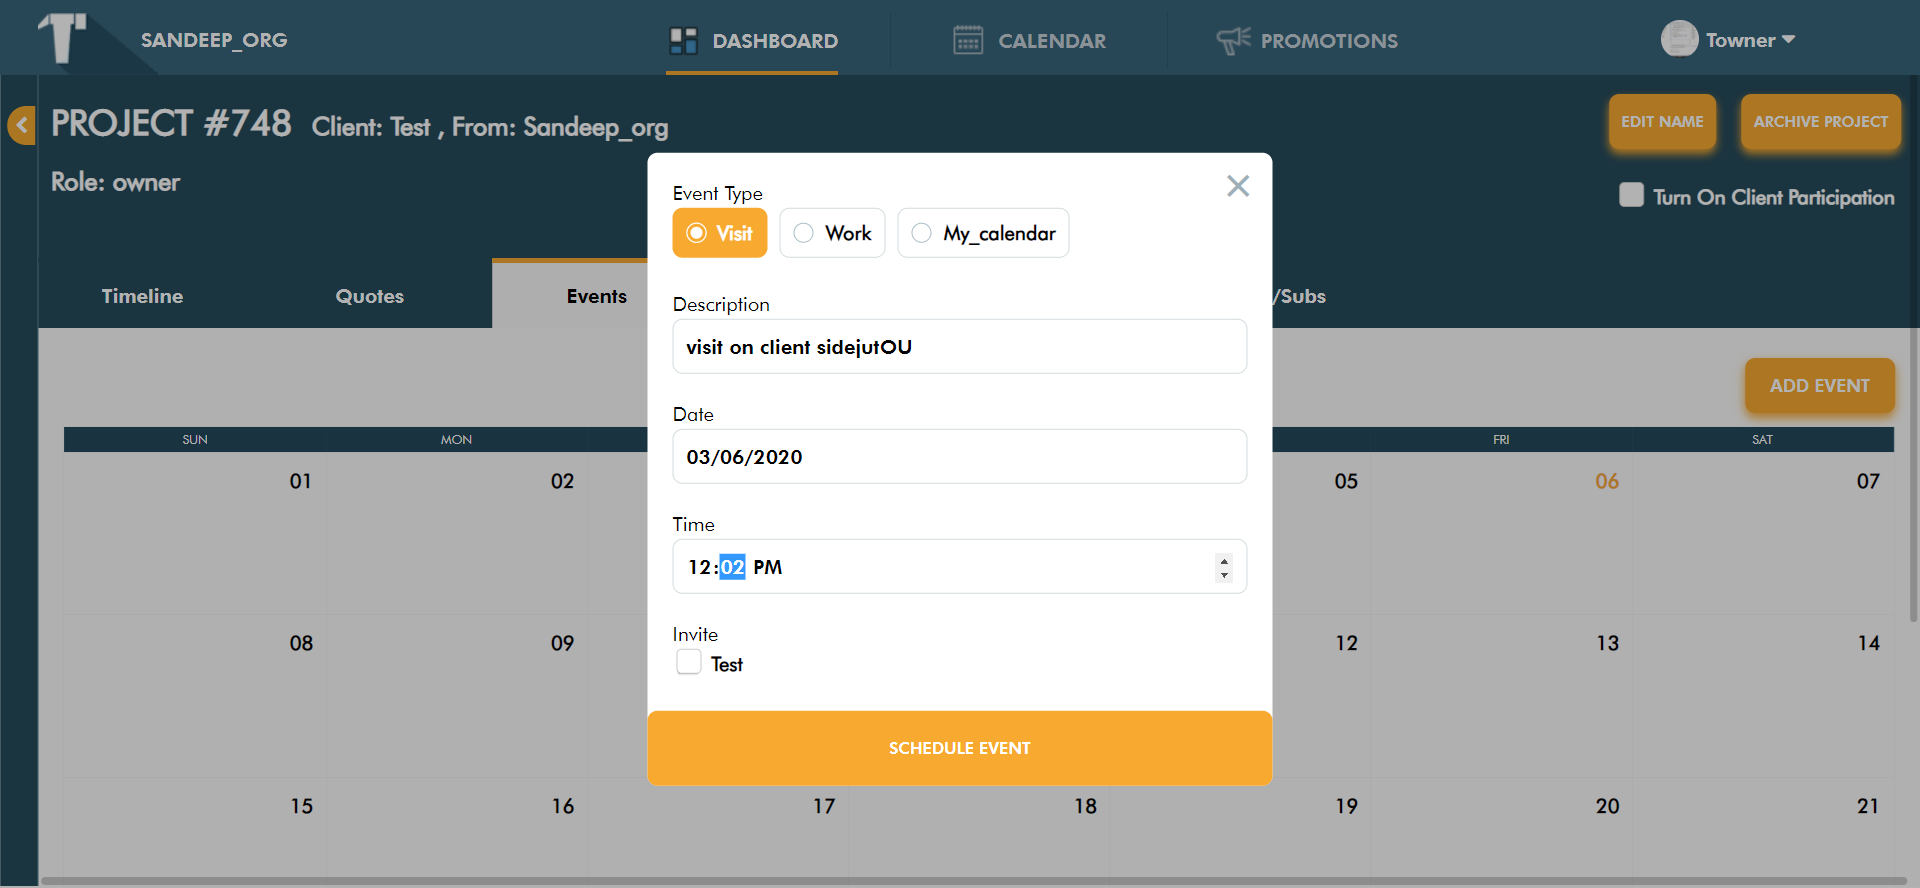 SANDEEP_ORG
DASHBOARD
CALENDAR
PROMOTIONS
Towner
PROJECT #748 Client: Test , From: Sandeep_org
EDIT NAME
ARCHIVE PROJECT
Role: owner
Turn On Client Participation
Timeline
Quotes
Events
/Subs
Event Type
Visit
Work
My_calendar
Description
visit on client sidejutOU
Date
03/06/2020
Time
12:02 PM
Invite
Test
SCHEDULE EVENT
ADD EVENT
SUN MON FRI SAT
01 02 05 06 07
08 09 12 13 14
15 16 17 18 19 20 21